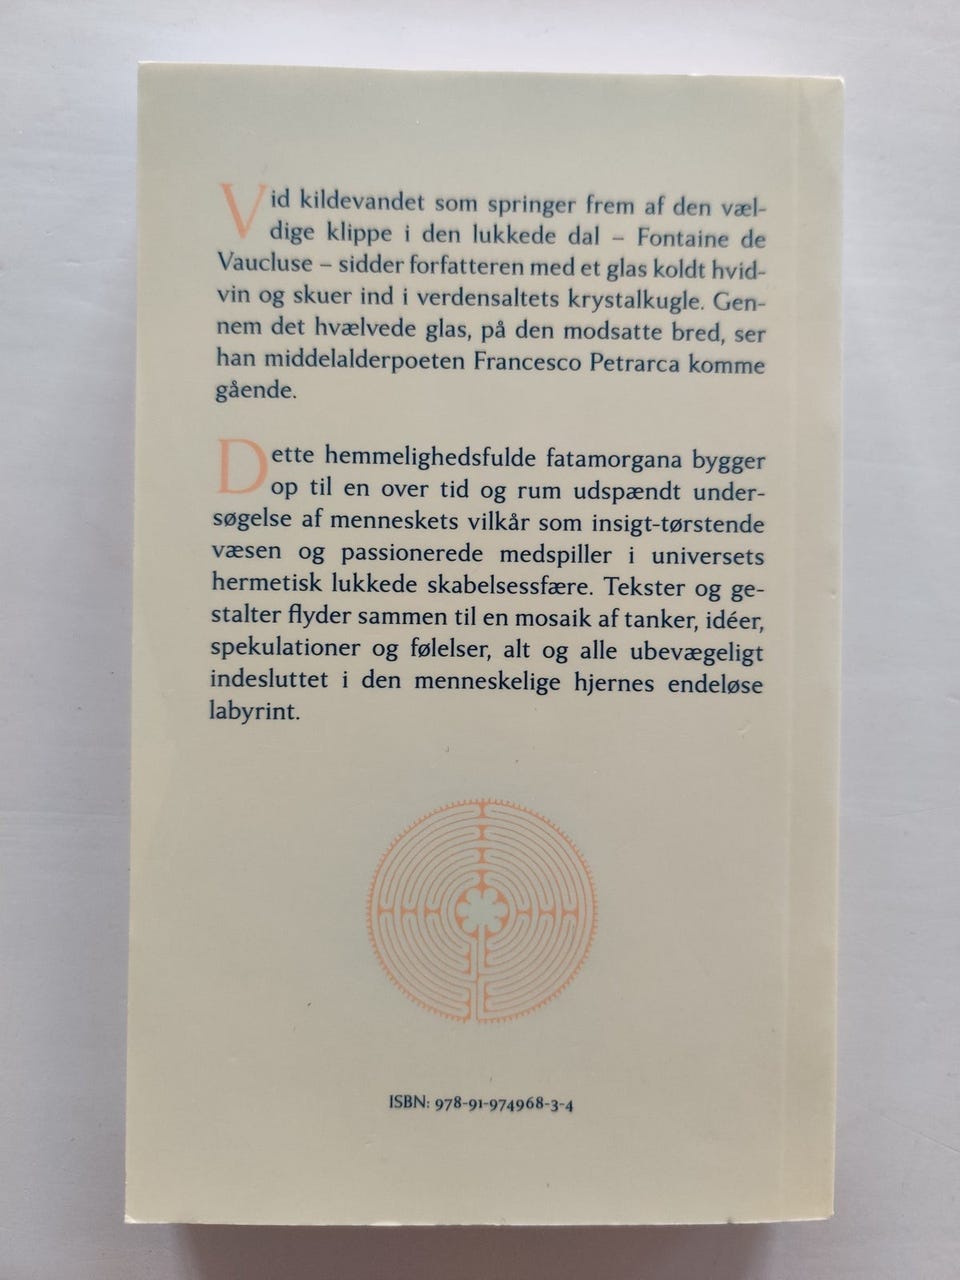 Vid kildevandet som springer frem af den væl-
dige klippe i den lukkede dal – Fontaine de
Vaucluse – sidder forfatteren med et glas koldt hvid-
vin og skuer ind i verdensaltets krystalkugle. Gen-
nem det hvælvede glas, på den modsatte bred, ser
han middelalderpoeten Francesco Petrarca komme
gående.
Dette hemmelighedsfulde fatamorgana bygger
op til en over tid og rum udspændt under-
søgelse af menneskets vilkår som insigt-tørstende
væsen og passionerede medspiller i universets
hermetisk lukkede skabelsessfære. Tekster og ge-
stalter flyder sammen til en mosaik af tanker, idéer,
spekulationer og følelser, alt og alle ubevægeligt
indesluttet i den menneskelige hjernes endeløse
labyrint.
ISBN: 978-91-974968-3-4